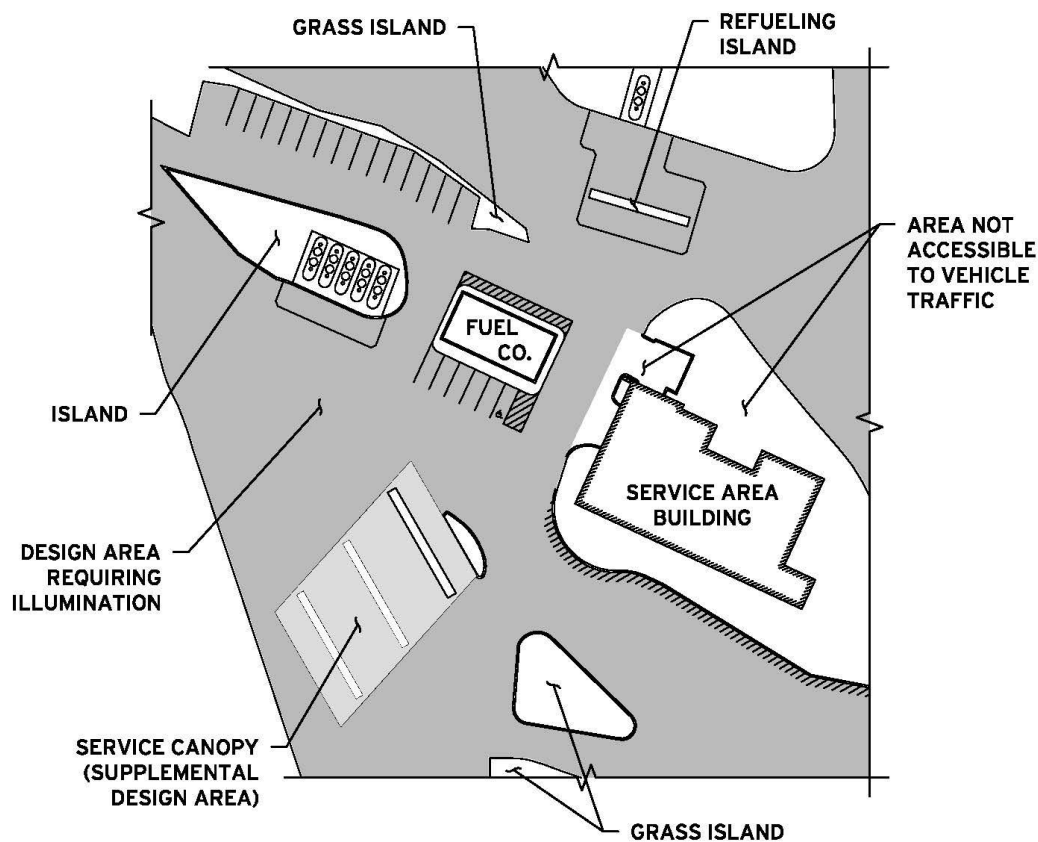 GRASS ISLAND
REFUELING
ISLAND
AREA NOT
ACCESSIBLE
TO VEHICLE
TRAFFIC
FUEL
CO.
ISLAND
SERVICE AREA
BUILDING
DESIGN AREA
REQUIRING
ILLUMINATION
SERVICE CANOPY
(SUPPLEMENTAL
DESIGN AREA)
GRASS ISLAND